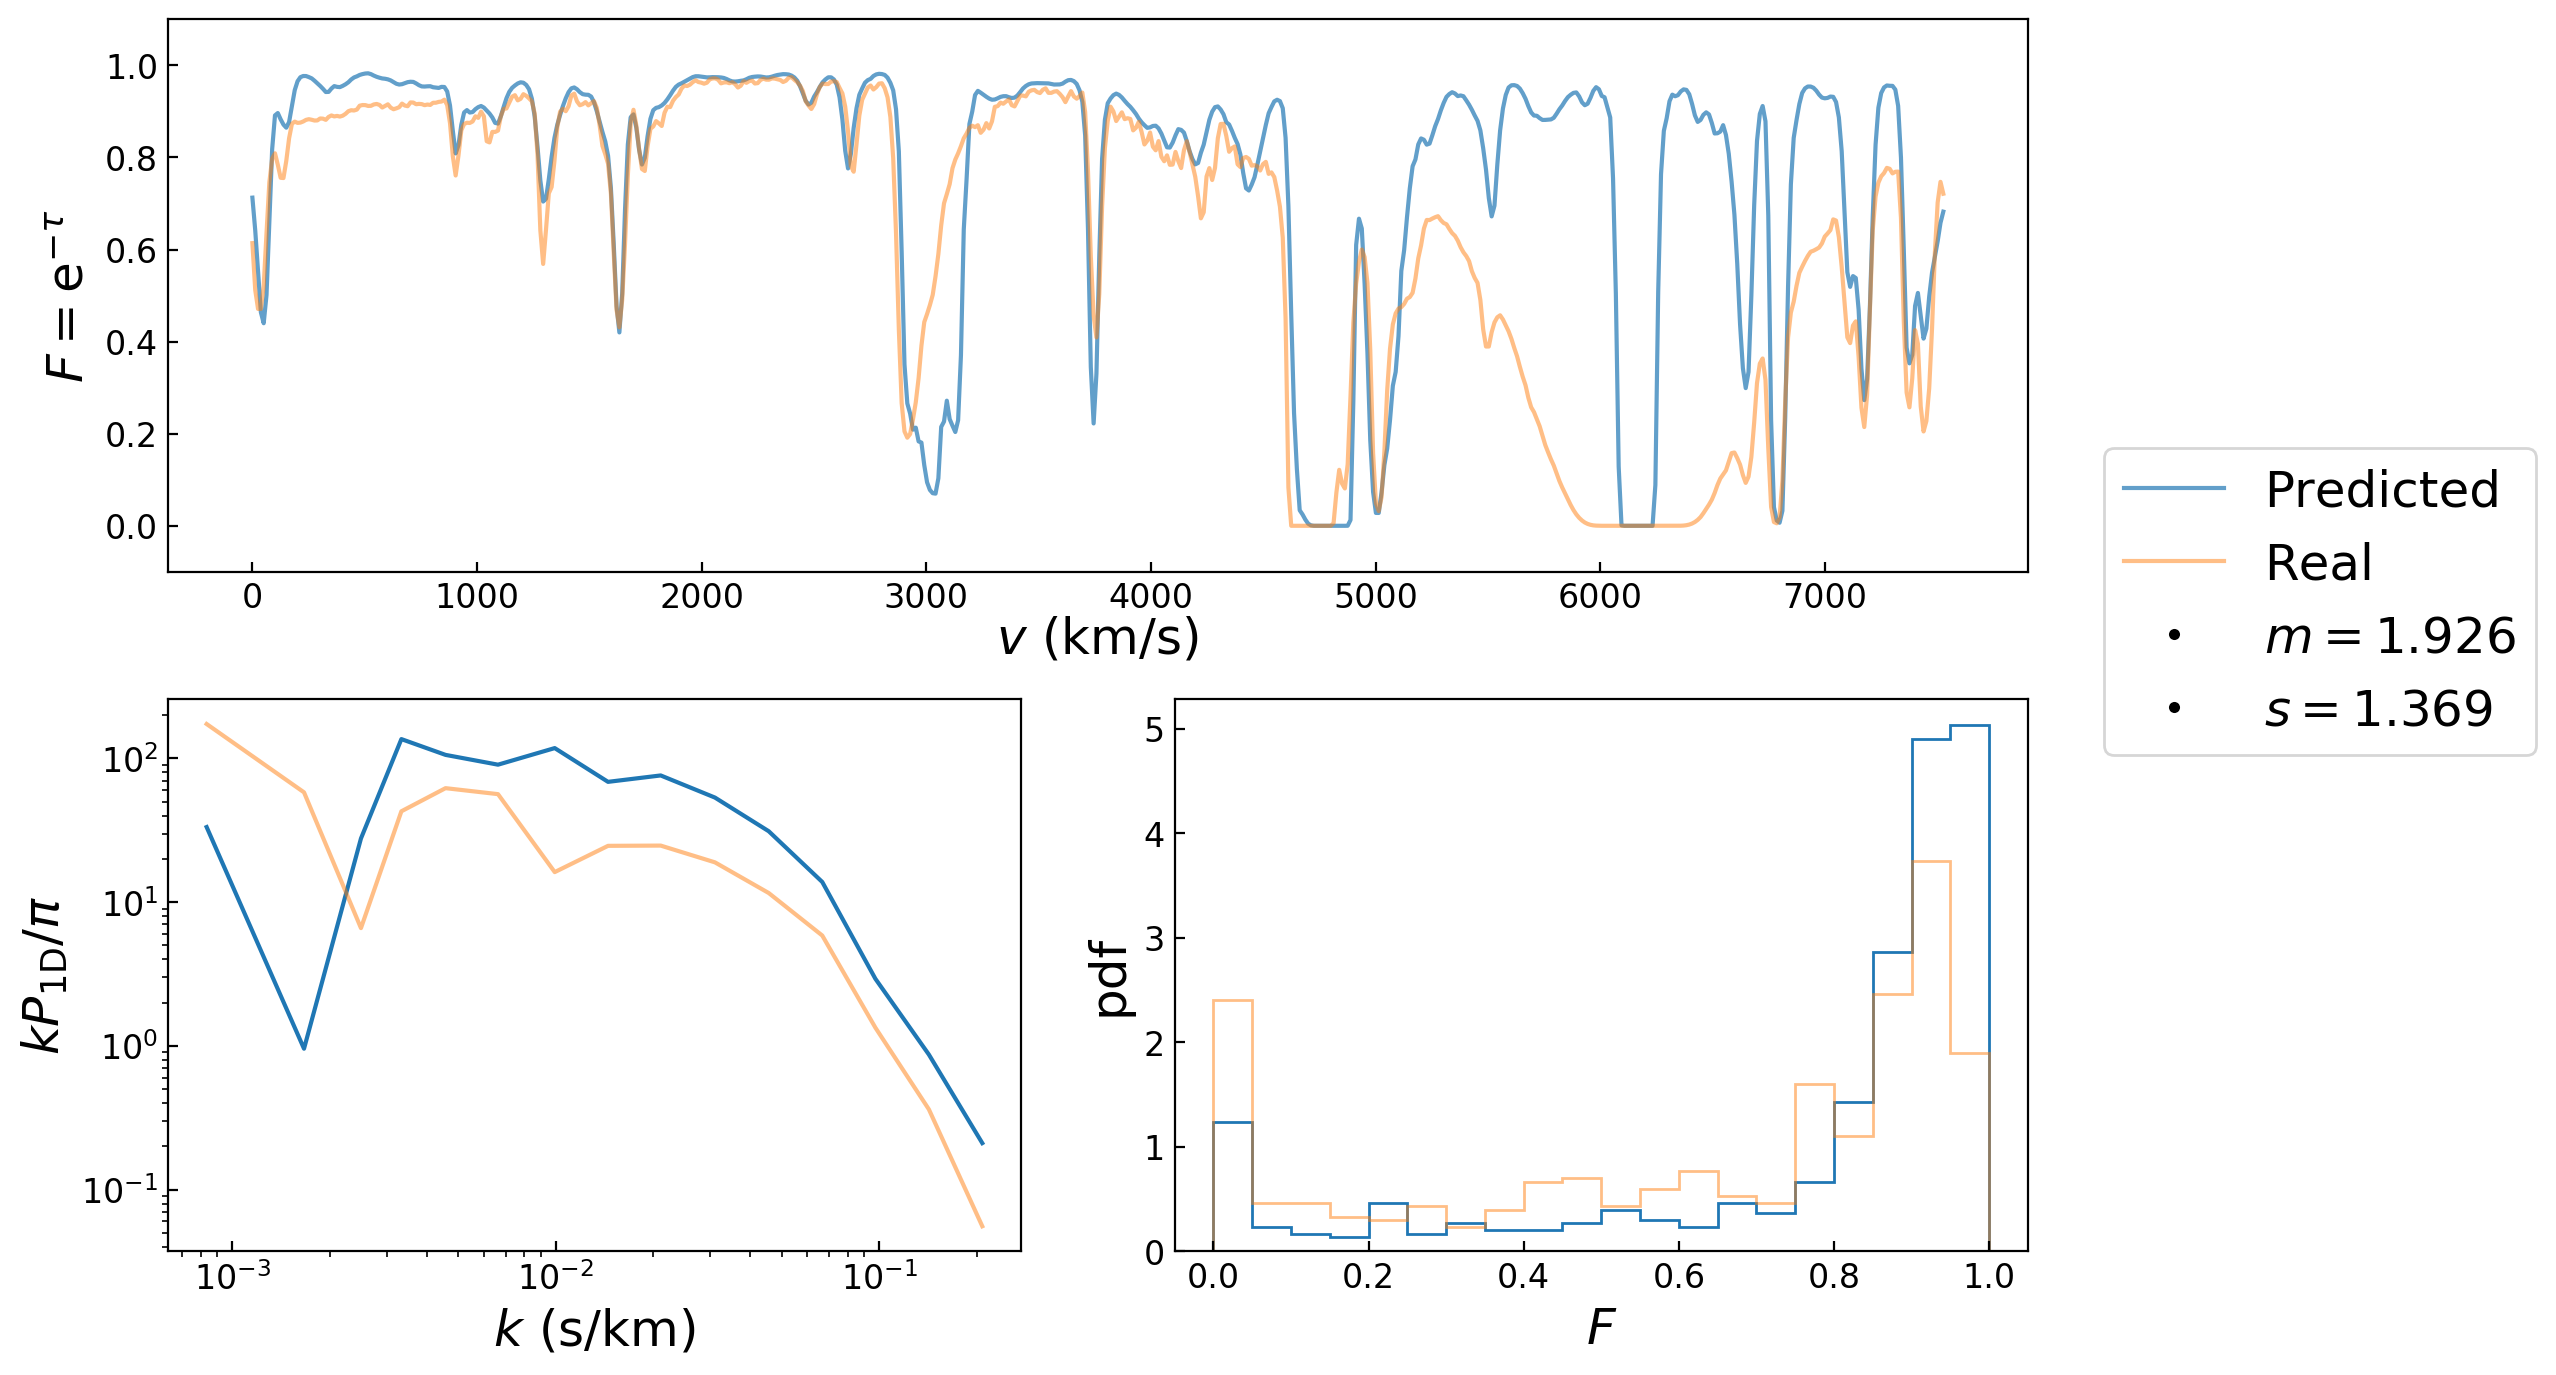 F = e^{−τ}
1.0
0.8
0.6
0.4
0.2
0.0
0 1000 2000 3000 4000 5000 6000 7000
v (km/s)
Predicted
Real
m = 1.926
s = 1.369
kP_{1D}/π
10^2
10^1
10^0
10^{−1}
10^{−3} 10^{−2} 10^{−1}
k (s/km)
pdf
5
4
3
2
1
0
0.0 0.2 0.4 0.6 0.8 1.0
F